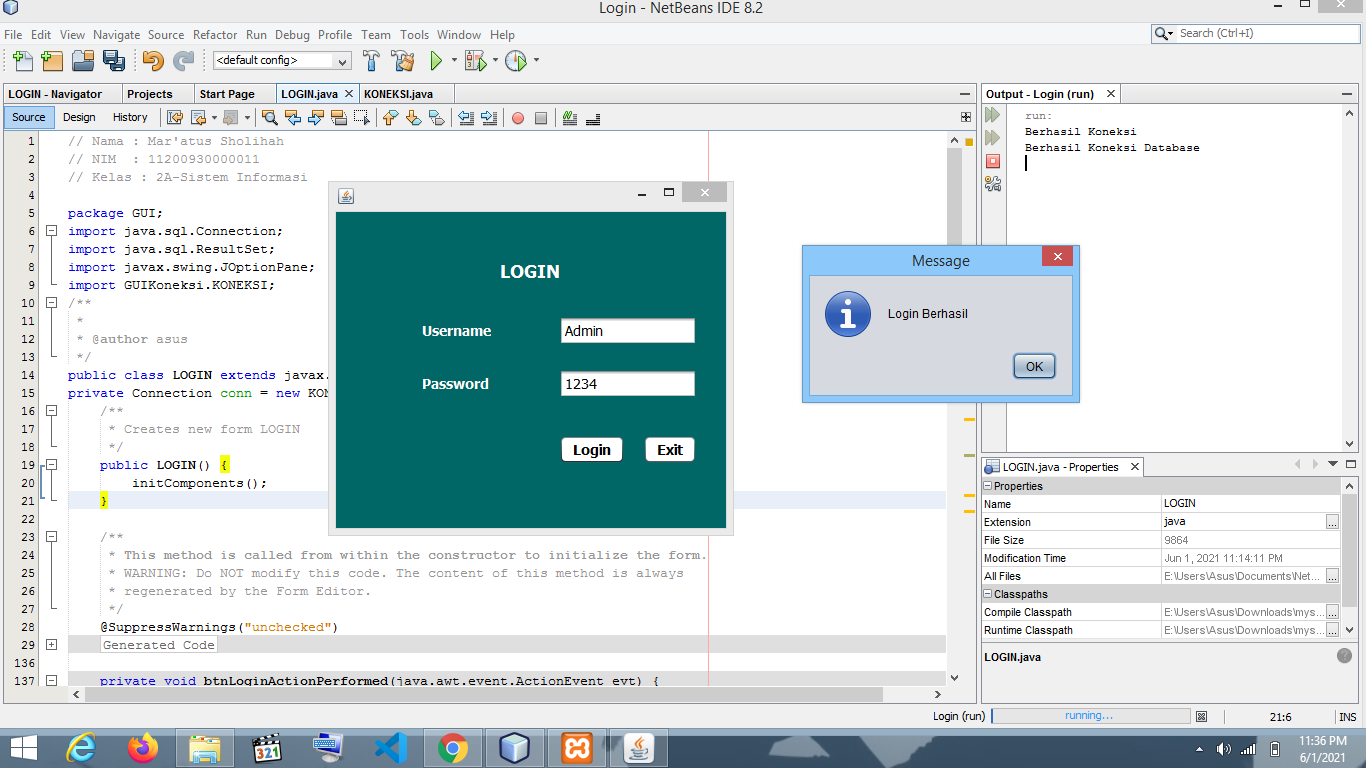 Login - NetBeans IDE 8.2
File Edit View Navigate Source Refactor Run Debug Profile Team Tools Window Help
Search (Ctrl+I)
<default config>
LOGIN - Navigator Projects Start Page LOGIN.java KONEKSI.java
Source Design History
1 // Nama : Mar'atus Sholihah
2 // NIM  : 11200930000011
3 // Kelas : 2A-Sistem Informasi
4
5 package GUI;
6 import java.sql.Connection;
7 import java.sql.ResultSet;
8 import javax.swing.JOptionPane;
9 import GUIKoneksi.KONEKSI;
10 /**
11 *
12 * @author asus
13 */
14 public class LOGIN extends javax.
15 private Connection conn = new KON
16 /**
17 * Creates new form LOGIN
18 */
19 public LOGIN() {
20 initComponents();
21 }
22
23 /**
24 * This method is called from within the constructor to initialize the form.
25 * WARNING: Do NOT modify this code. The content of this method is always
26 * regenerated by the Form Editor.
27 */
28 @SuppressWarnings("unchecked")
29 Generated Code
136
137 private void btnLoginActionPerformed(java.awt.event.ActionEvent evt) {
LOGIN
Username Admin
Password 1234
Login Exit
Message
Login Berhasil
OK
Output - Login (run)
run:
Berhasil Koneksi
Berhasil Koneksi Database
LOGIN.java - Properties
Properties
Name LOGIN
Extension java
File Size 9864
Modification Time Jun 1, 2021 11:14:11 PM
All Files E:\Users\Asus\Documents\Net...
Classpaths
Compile Classpath E:\Users\Asus\Downloads\mys...
Runtime Classpath E:\Users\Asus\Downloads\mys...
LOGIN.java
Login (run) running... 21:6 INS
321
11:36 PM
6/1/2021